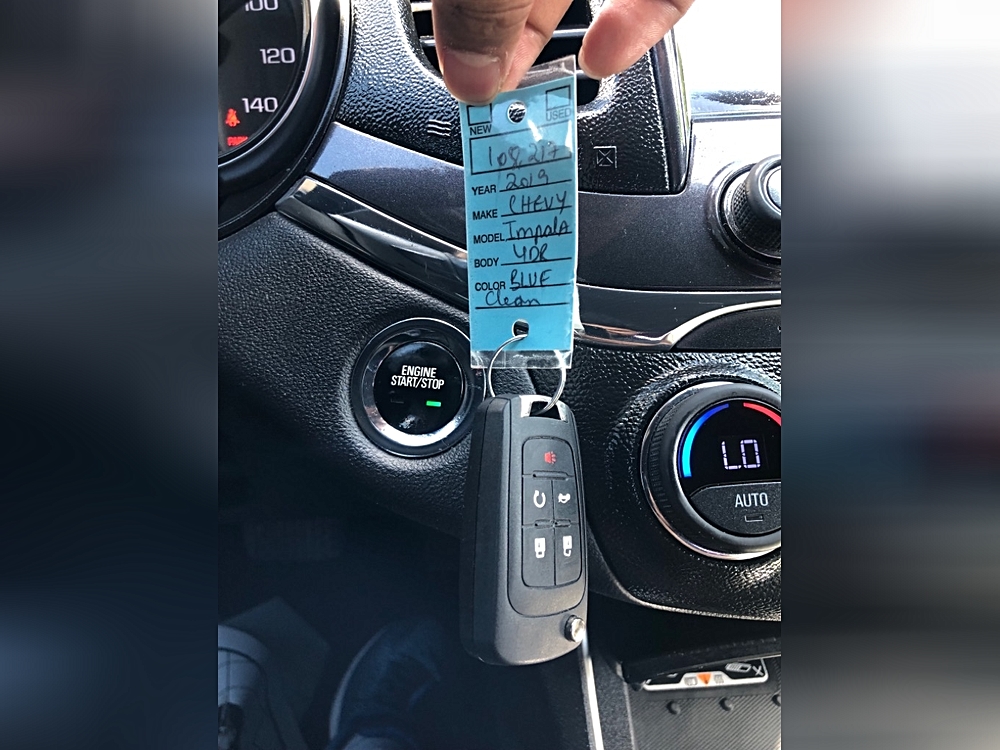 100
120
140
PARK
NEW USED
108,217
YEAR 2019
MAKE CHEVY
MODEL ImpalA
BODY 4DR
COLOR BLUE
Clean
ENGINE
START/STOP
LO
AUTO